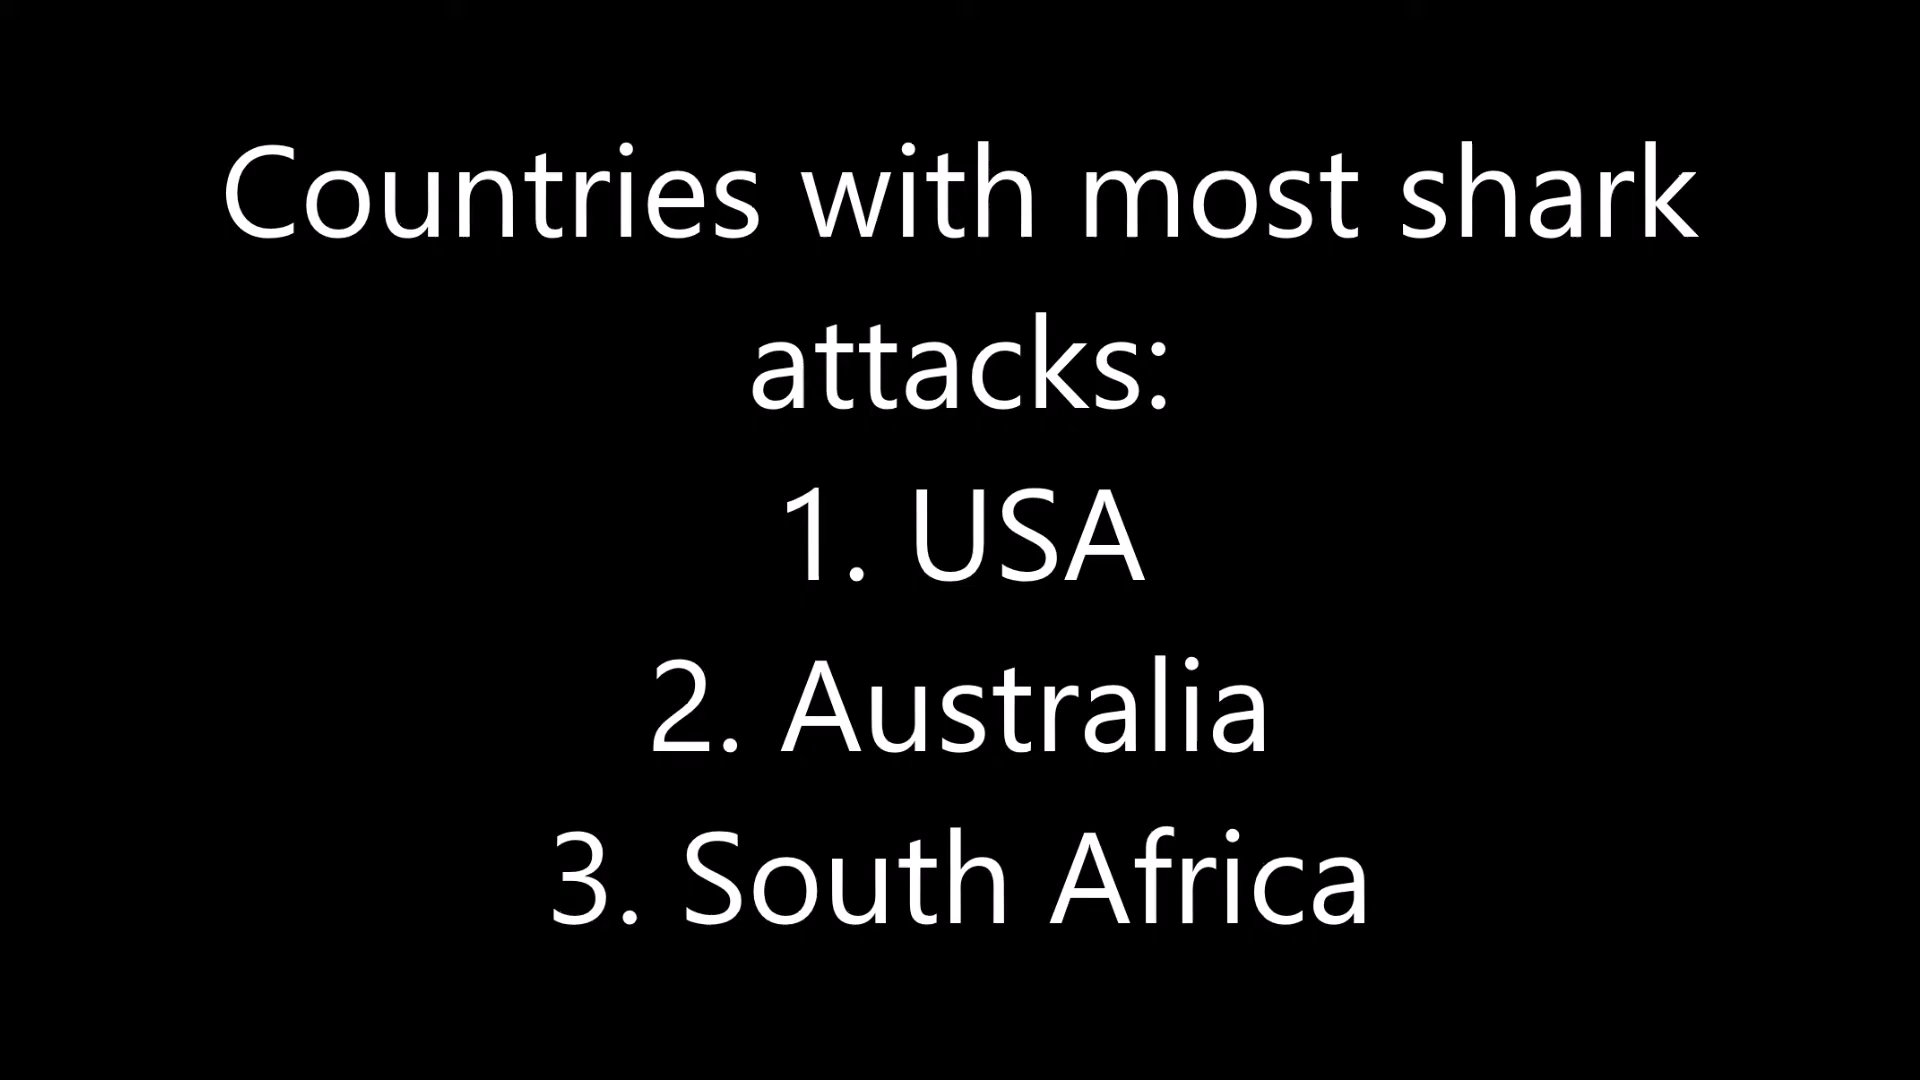 Countries with most shark
attacks:
1. USA
2. Australia
3. South Africa